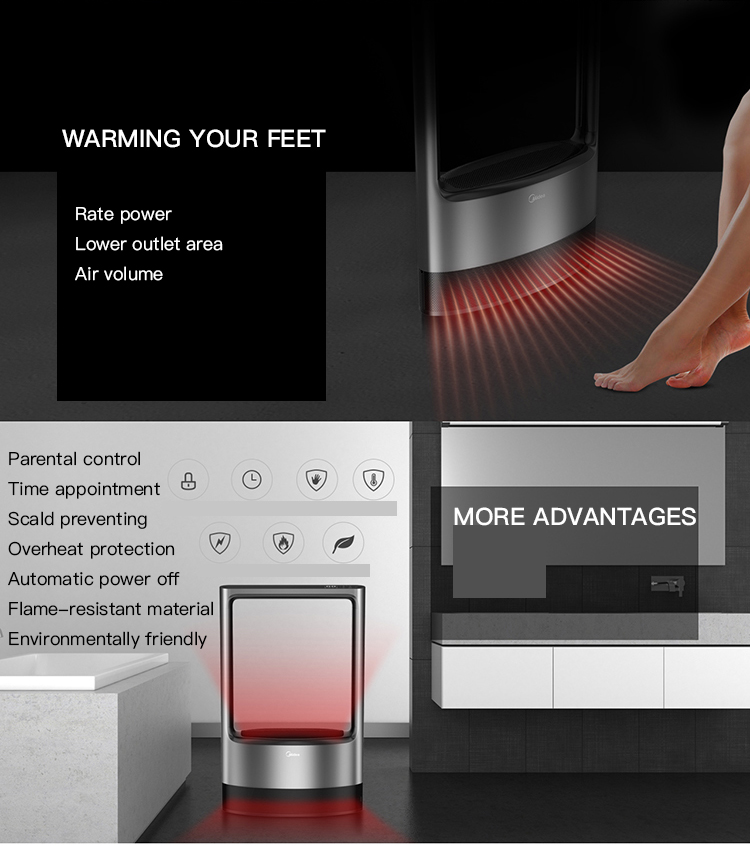 WARMING YOUR FEET
Rate power
Lower outlet area
Air volume
Parental control
Time appointment
Scald preventing
Overheat protection
Automatic power off
Flame-resistant material
Environmentally friendly
MORE ADVANTAGES
Midea